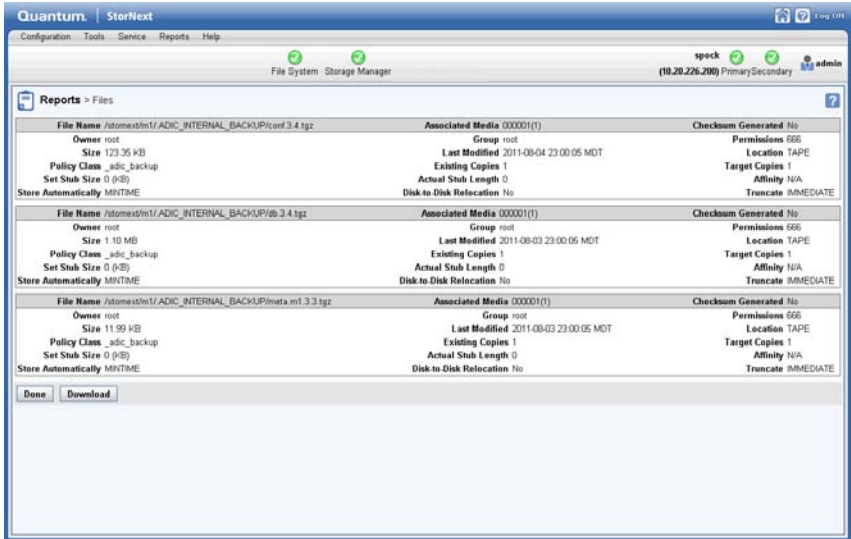 Quantum. StorNext Log Off
Configuration Tools Service Reports Help
File System Storage Manager
spock
(10.20.226.200) Primary Secondary admin
Reports > Files
File Name /stornext/m1/.ADIC_INTERNAL_BACKUP/conf.3.4.tgz Associated Media 000001(1) Checksum Generated No
Owner root Group root Permissions 666
Size 123.35 KB Last Modified 2011-08-04 23:00:05 MDT Location TAPE
Policy Class _adic_backup Existing Copies 1 Target Copies 1
Set Stub Size 0 (KB) Actual Stub Length 0 Affinity N/A
Store Automatically MINTIME Disk-to-Disk Relocation No Truncate IMMEDIATE
File Name /stornext/m1/.ADIC_INTERNAL_BACKUP/db.3.4.tgz Associated Media 000001(1) Checksum Generated No
Owner root Group root Permissions 666
Size 1.10 MB Last Modified 2011-08-03 23:00:05 MDT Location TAPE
Policy Class _adic_backup Existing Copies 1 Target Copies 1
Set Stub Size 0 (KB) Actual Stub Length 0 Affinity N/A
Store Automatically MINTIME Disk-to-Disk Relocation No Truncate IMMEDIATE
File Name /stornext/m1/.ADIC_INTERNAL_BACKUP/meta.m1.3.3.tgz Associated Media 000001(1) Checksum Generated No
Owner root Group root Permissions 666
Size 11.99 KB Last Modified 2011-08-03 23:00:05 MDT Location TAPE
Policy Class _adic_backup Existing Copies 1 Target Copies 1
Set Stub Size 0 (KB) Actual Stub Length 0 Affinity N/A
Store Automatically MINTIME Disk-to-Disk Relocation No Truncate IMMEDIATE
Done Download